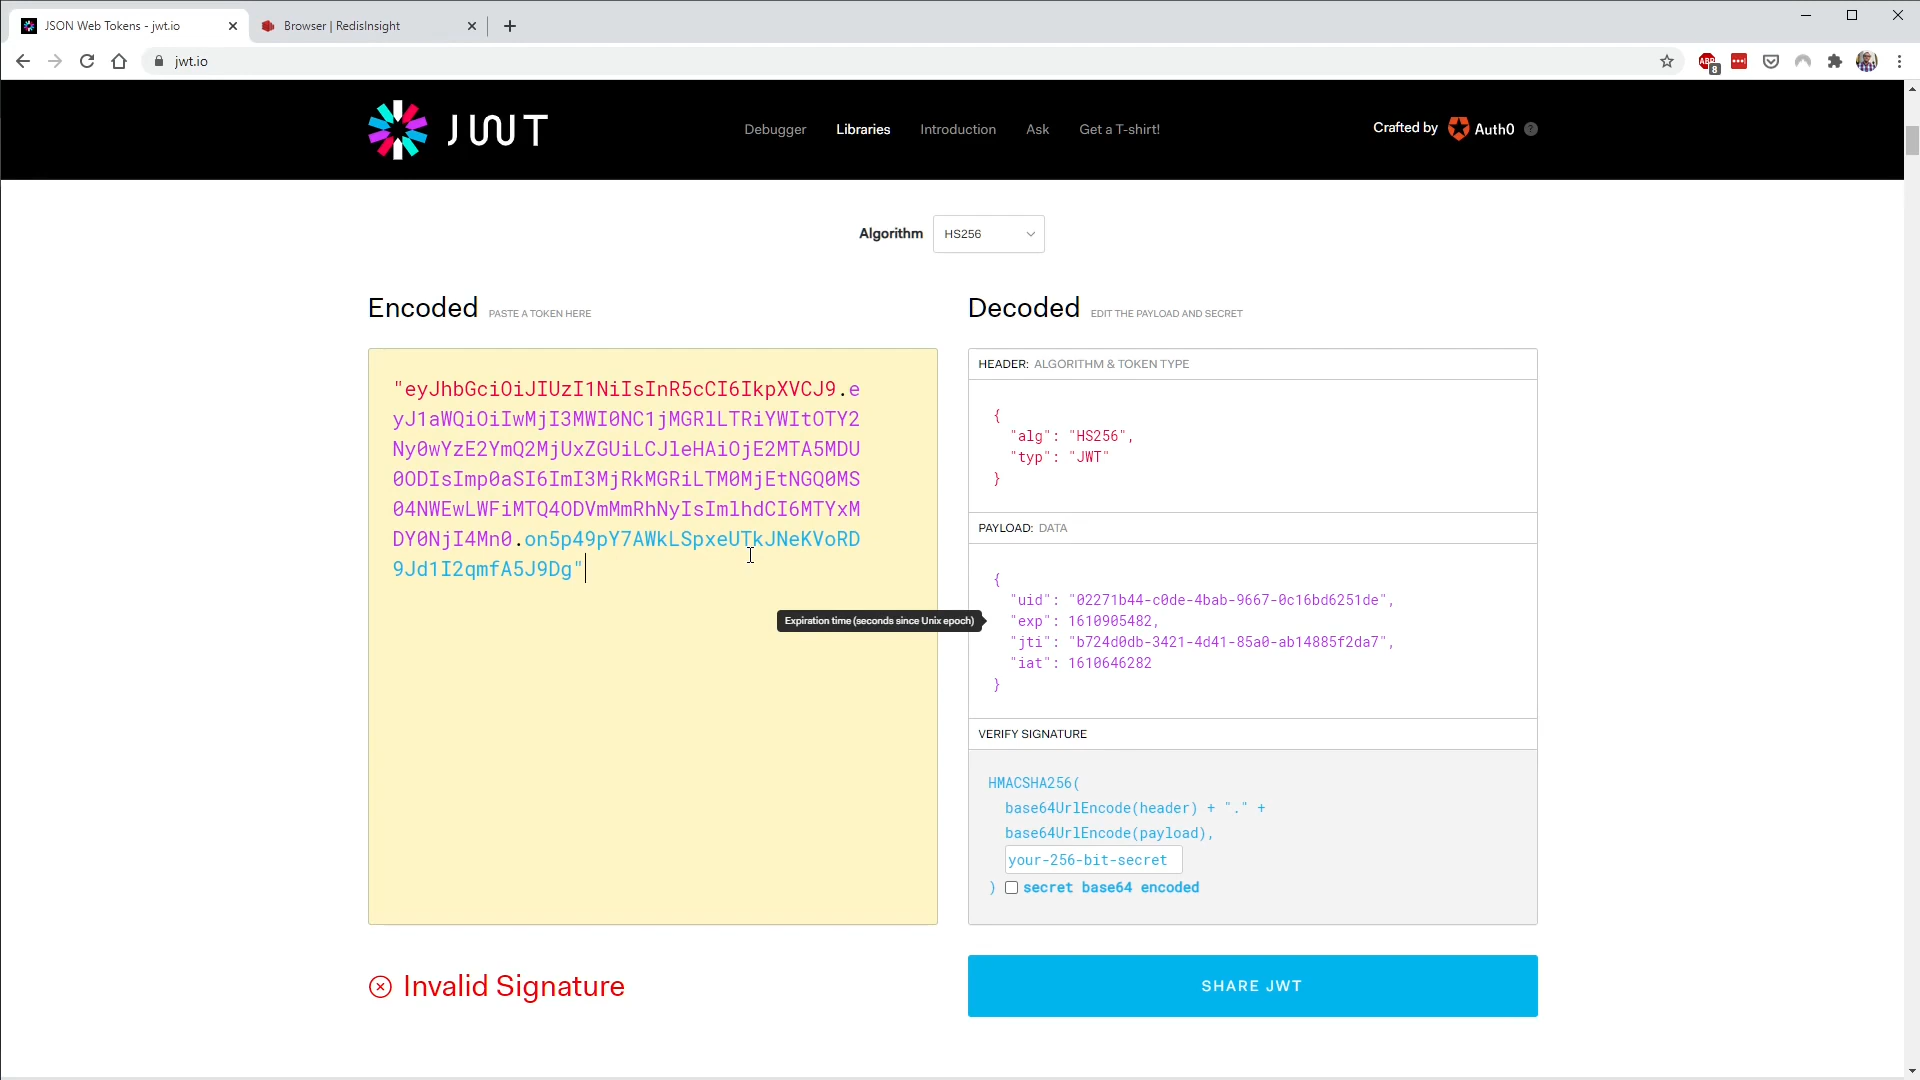 JSON Web Tokens - jwt.io
Browser | RedisInsight
jwt.io
ABP
8
JWT
Debugger
Libraries
Introduction
Ask
Get a T-shirt!
Crafted by
Auth0
?
Algorithm
HS256
Encoded PASTE A TOKEN HERE
Decoded EDIT THE PAYLOAD AND SECRET
"eyJhbGciOiJIUzI1NiIsInR5cCI6IkpXVCJ9.e
yJ1aWQiOiIwMjI3MWI0NC1jMGRlLTRiYWItOTY2
Ny0wYzE2YmQ2MjUxZGUiLCJleHAiOjE2MTA5MDU
0ODIsImp0aSI6ImI3MjRkMGRiLTM0MjEtNGQ0MS
04NWEwLWFiMTQ4ODVmMmRhNyIsImlhdCI6MTYxM
DY0NjI4Mn0.on5p49pY7AWkLSpxeUTkJNeKVoRD
9Jd1I2qmfA5J9Dg"
HEADER: ALGORITHM & TOKEN TYPE
{
"alg": "HS256",
"typ": "JWT"
}
PAYLOAD: DATA
{
"uid": "02271b44-c0de-4bab-9667-0c16bd6251de",
Expiration time (seconds since Unix epoch)
"exp": 1610905482,
"jti": "b724d0db-3421-4d41-85a0-ab14885f2da7",
"iat": 1610646282
}
VERIFY SIGNATURE
HMACSHA256(
base64UrlEncode(header) + "." +
base64UrlEncode(payload),
your-256-bit-secret
) secret base64 encoded
Invalid Signature
SHARE JWT